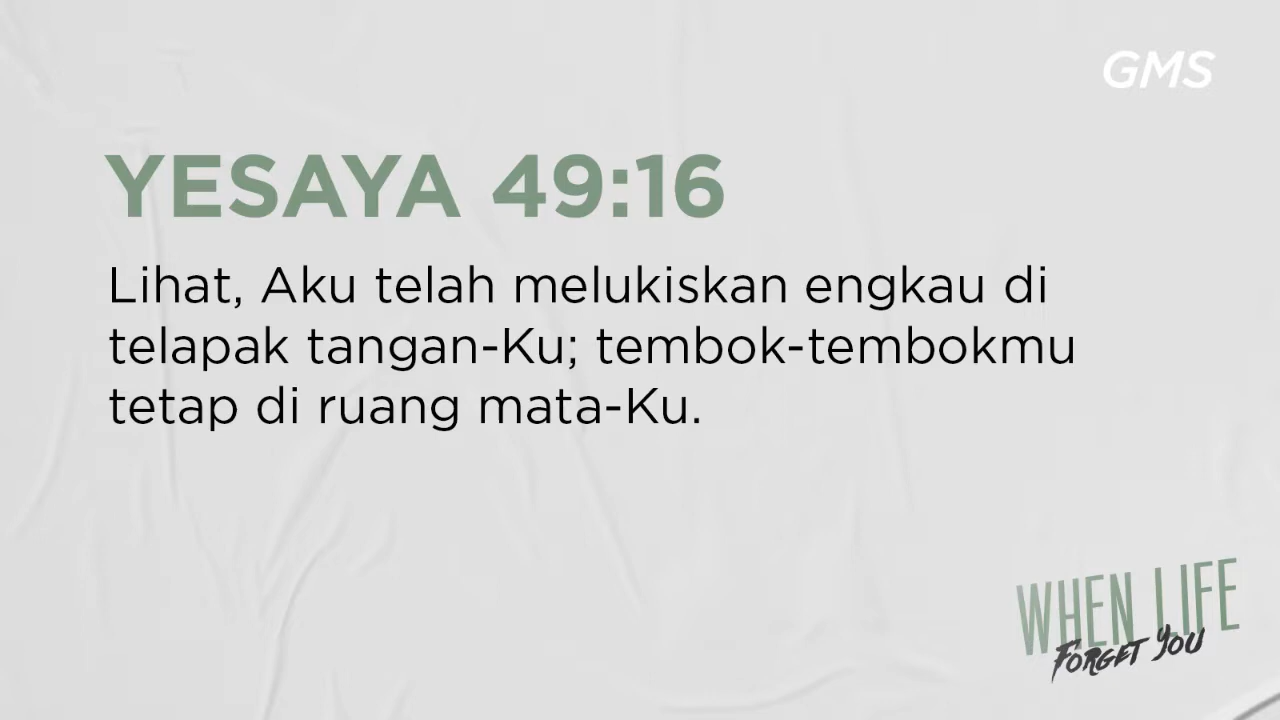 GMS
YESAYA 49:16
Lihat, Aku telah melukiskan engkau di
telapak tangan-Ku; tembok-tembokmu
tetap di ruang mata-Ku.
WHEN LIFE
FORGET YOU